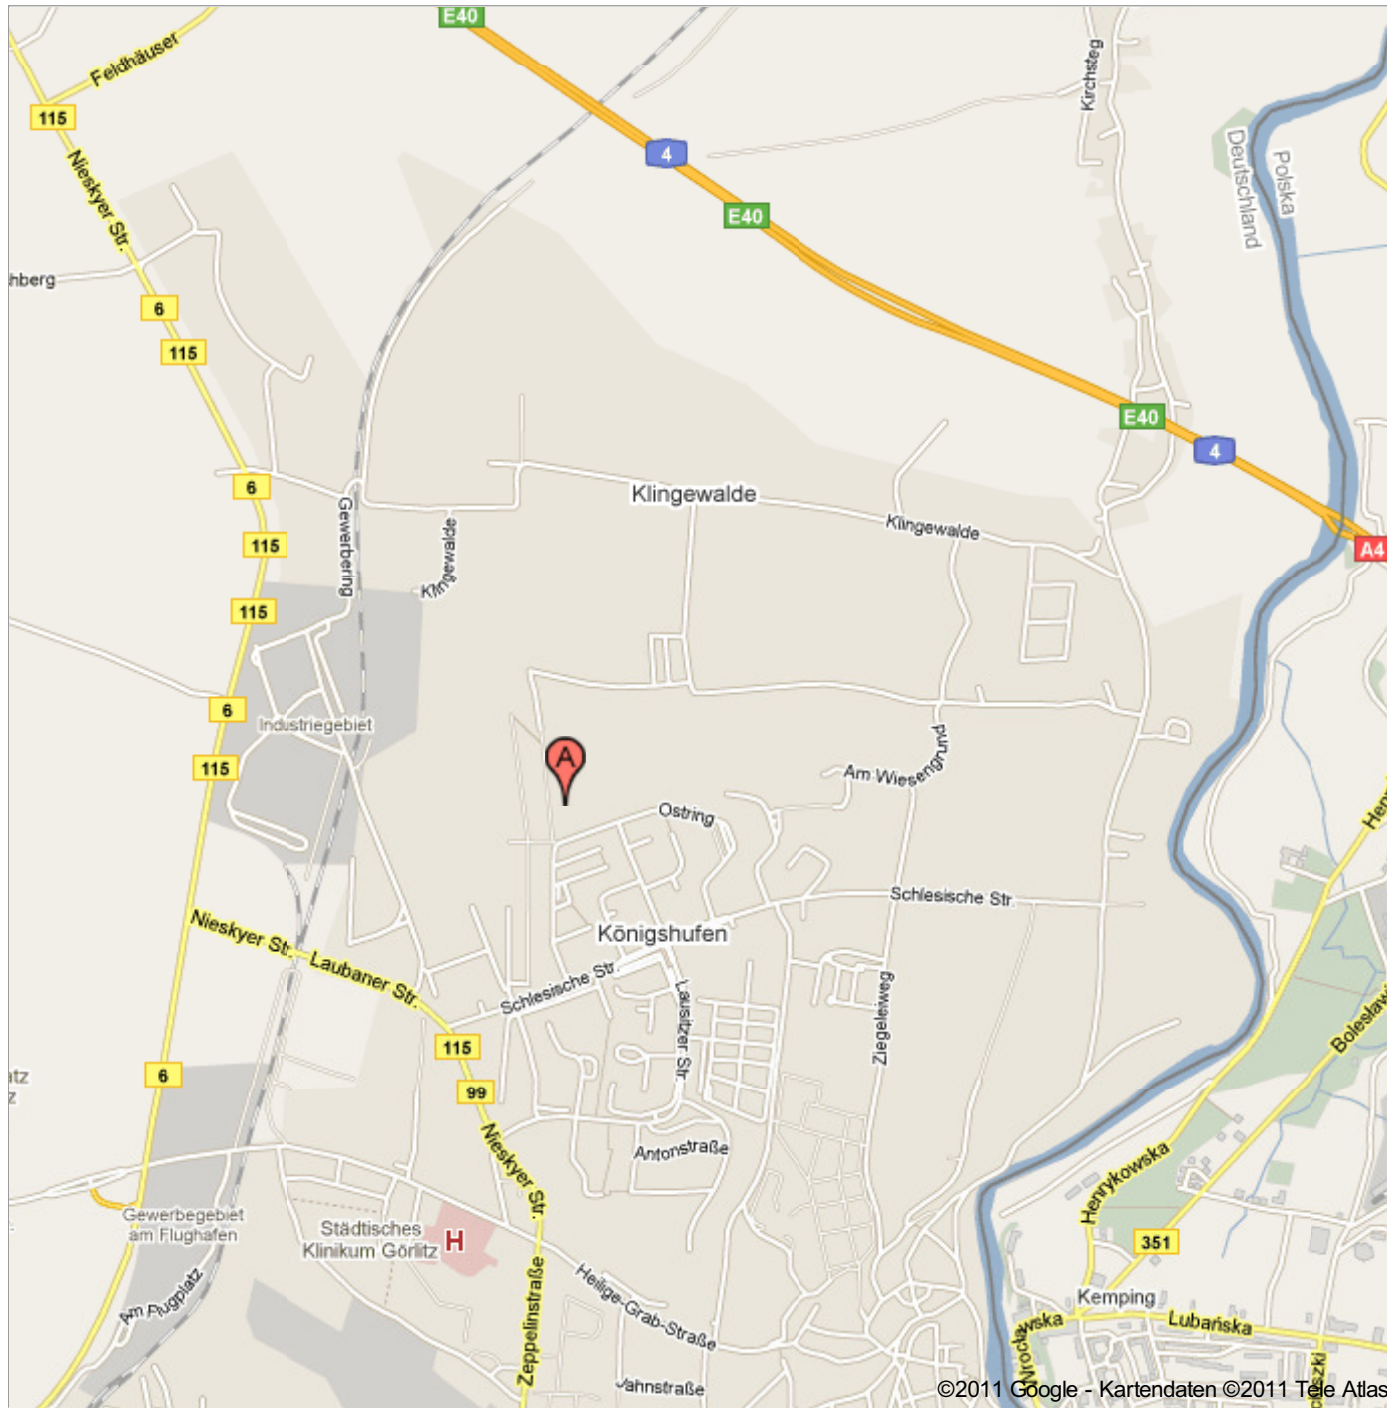 E40
Feldhäuser
115
Kirchsteg
4
Nieskyer Str.
Deutschland
Polska
E40
hberg
6
115
E40
4
6
Klingewalde
Gewerbering
115
Klingewalde
Klingewalde
A4
115
6
Industriegebiet
115
A
Am Wiesengrund
Ostring
Schlesische Str.
Nieskyer Str.
Königshufen
Laubaner Str.
Schlesische Str.
Lausitzer Str.
Ziegeleiweg
115
6
99
Nieskyer Str.
Antonstraße
Henrykowska
Gewerbegebiet
am Flughafen
Städtisches
Klinikum Görlitz
H
351
Am Flugplatz
Zeppelinstraße
Heilige-Grab-Straße
Kemping
Wrocławska
Lubańska
Jahnstraße
©2011 Google - Kartendaten ©2011 Tele Atlas